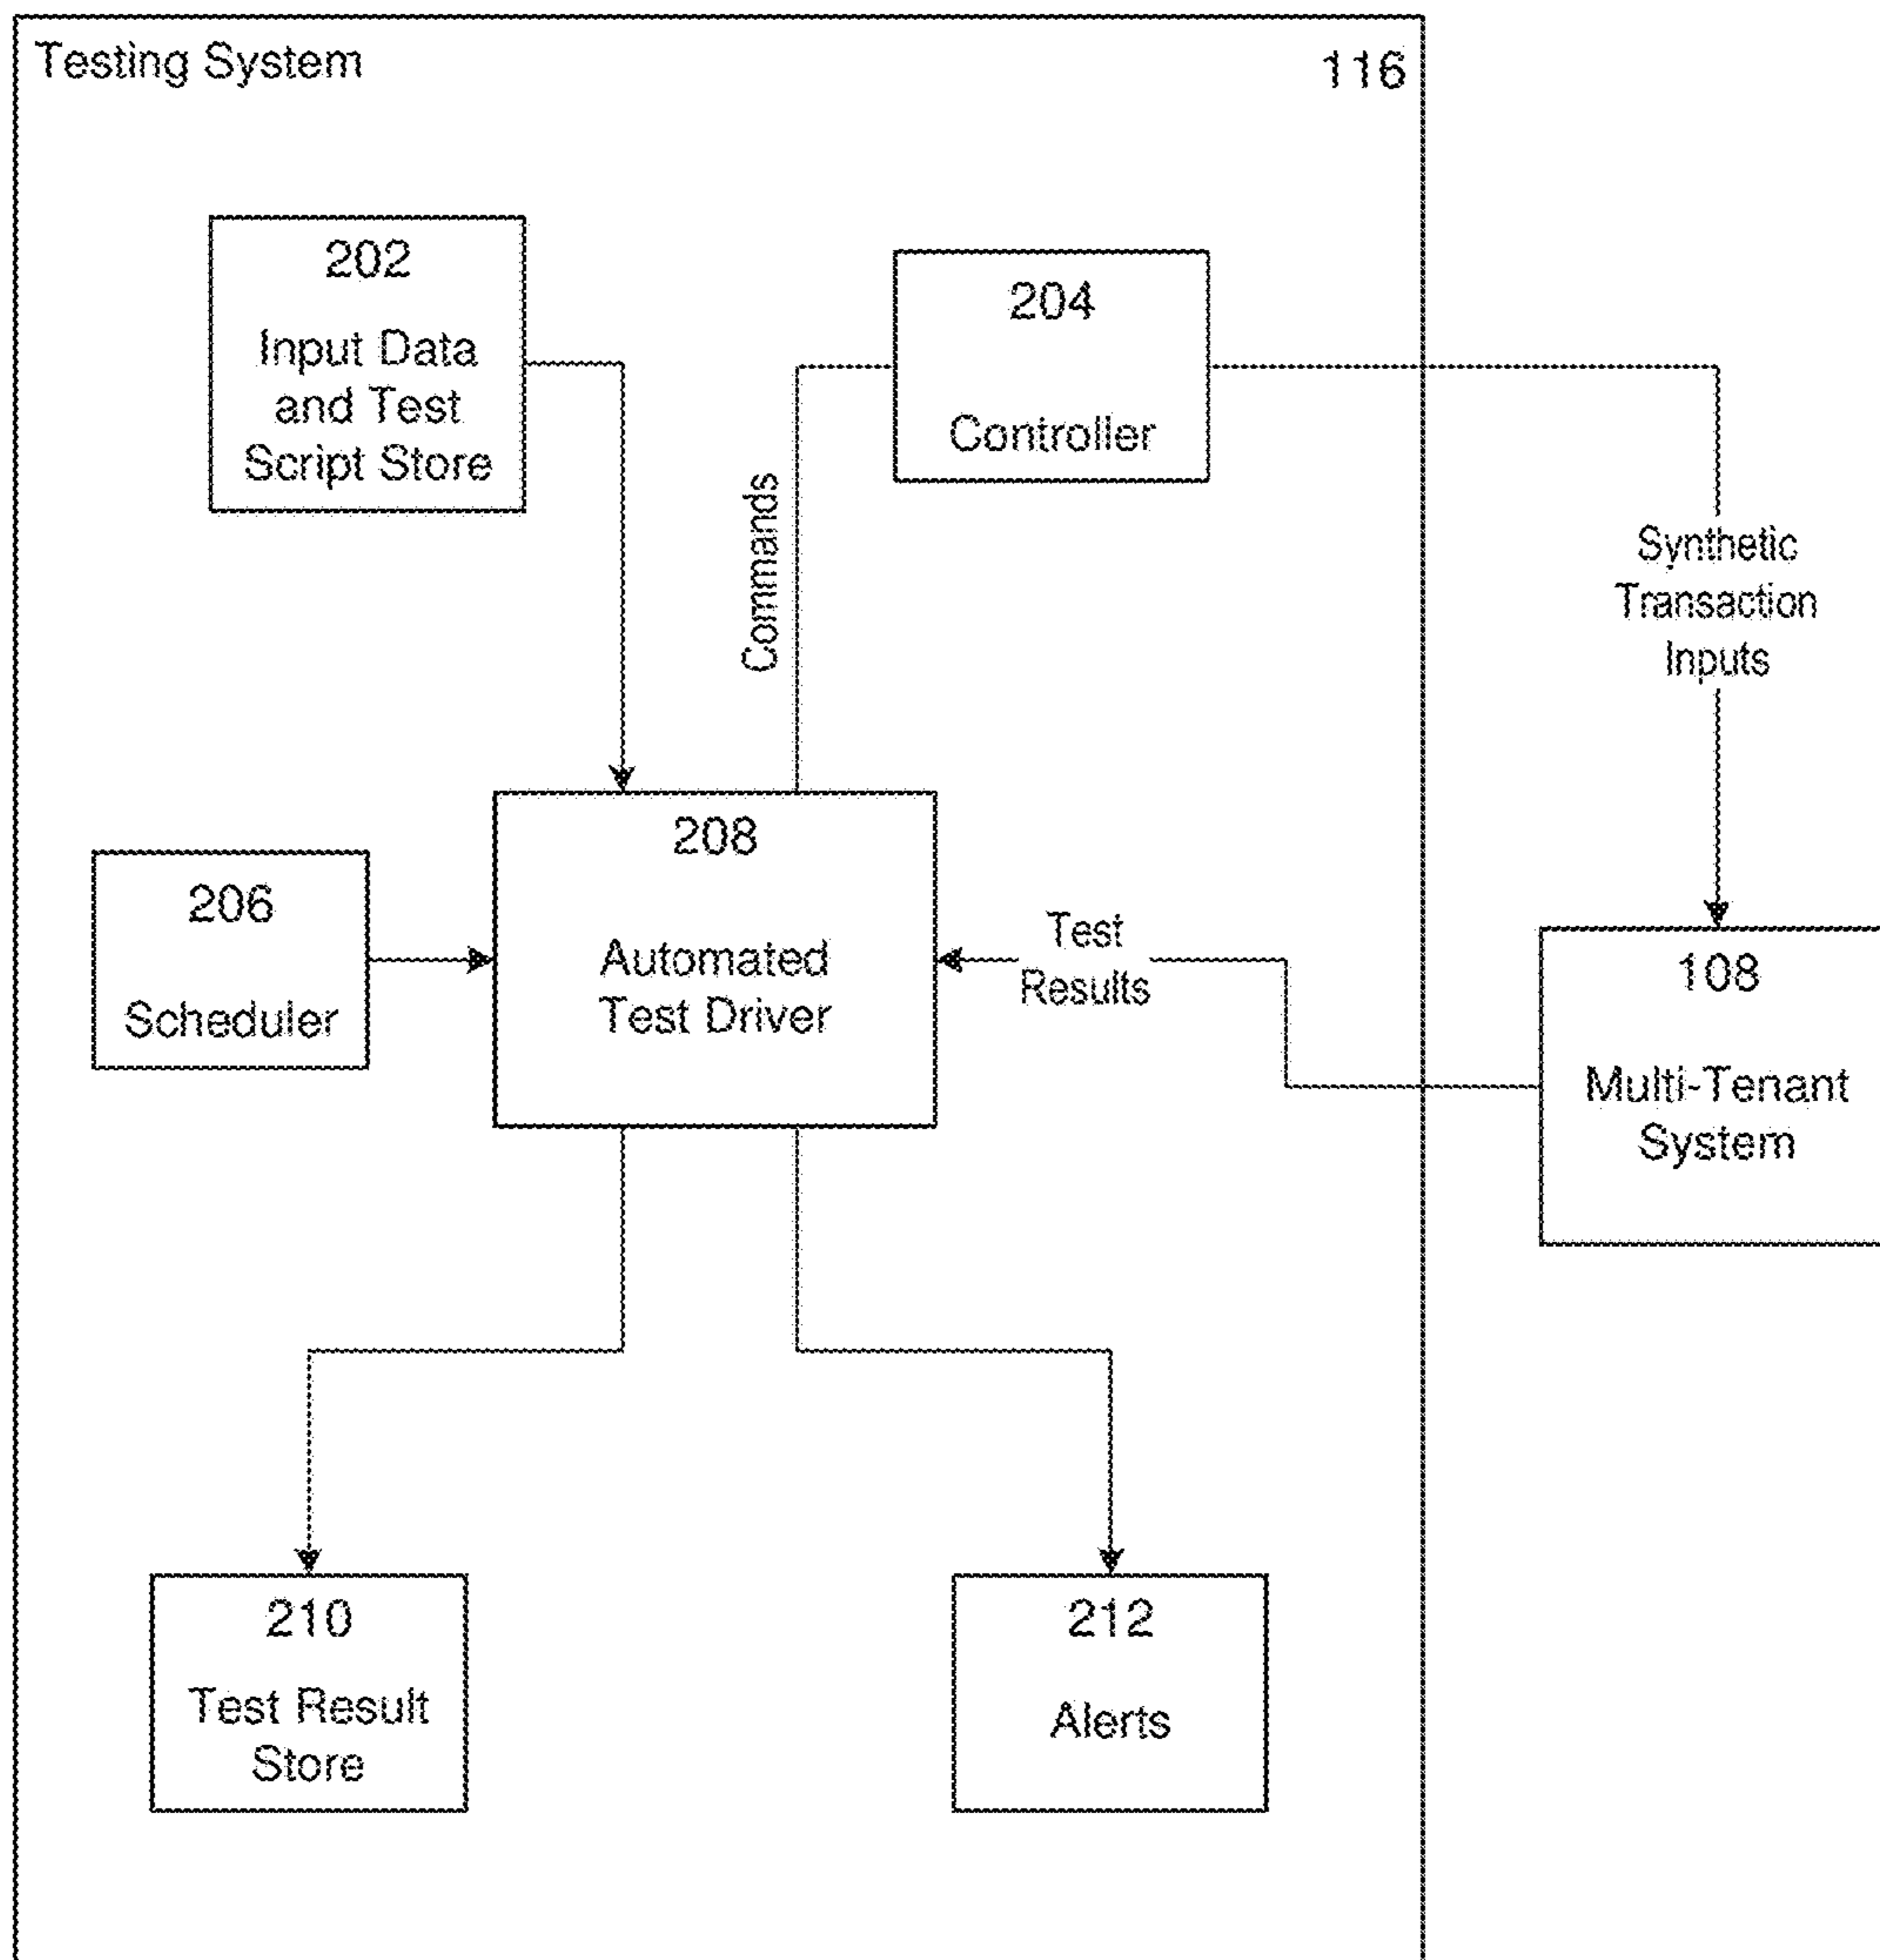 Testing System
116
202
Input Data
and Test
Script Store
204
Controller
Commands
Synthetic
Transaction
Inputs
206
Scheduler
208
Automated
Test Driver
Test
Results
108
Multi-Tenant
System
210
Test Result
Store
212
Alerts